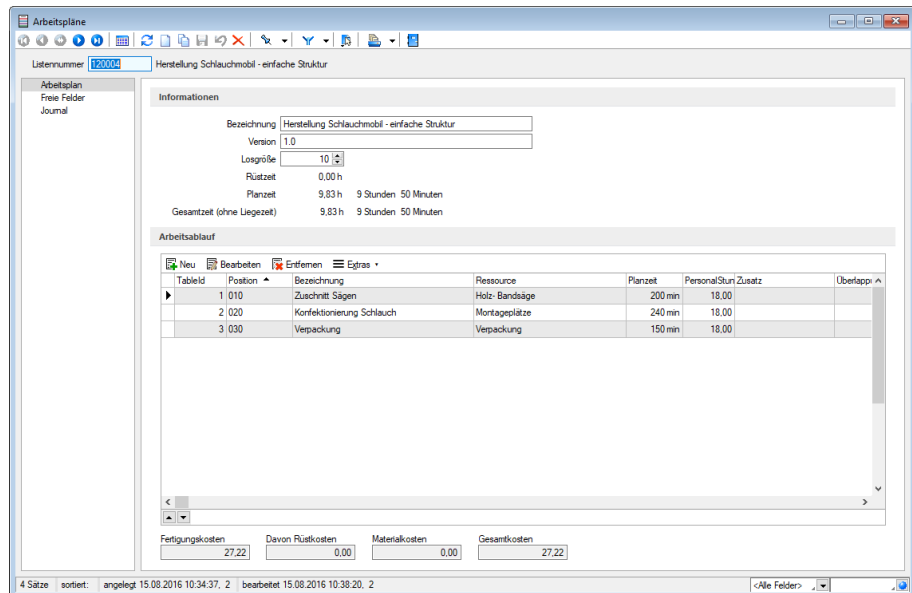 Arbeitspläne
Listennummer 120004 Herstellung Schlauchmobil - einfache Struktur
Arbeitsplan
Freie Felder
Journal
Informationen
Bezeichnung Herstellung Schlauchmobil - einfache Struktur
Version 1.0
Losgröße 10
Rüstzeit 0,00 h
Planzeit 9,83 h 9 Stunden 50 Minuten
Gesamtzeit (ohne Liegezeit) 9,83 h 9 Stunden 50 Minuten
Arbeitsablauf
Neu Bearbeiten Entfernen Extras
TableId Position Bezeichnung Ressource Planzeit PersonalStun Zusatz Überlappu
1 010 Zuschnitt Sägen Holz- Bandsäge 200 min 18,00
2 020 Konfektionierung Schlauch Montageplätze 240 min 18,00
3 030 Verpackung Verpackung 150 min 18,00
Fertigungskosten Davon Rüstkosten Materialkosten Gesamtkosten
27,22 0,00 0,00 27,22
4 Sätze sortiert: angelegt 15.08.2016 10:34:37, 2 bearbeitet 15.08.2016 10:38:20, 2 <Alle Felder>